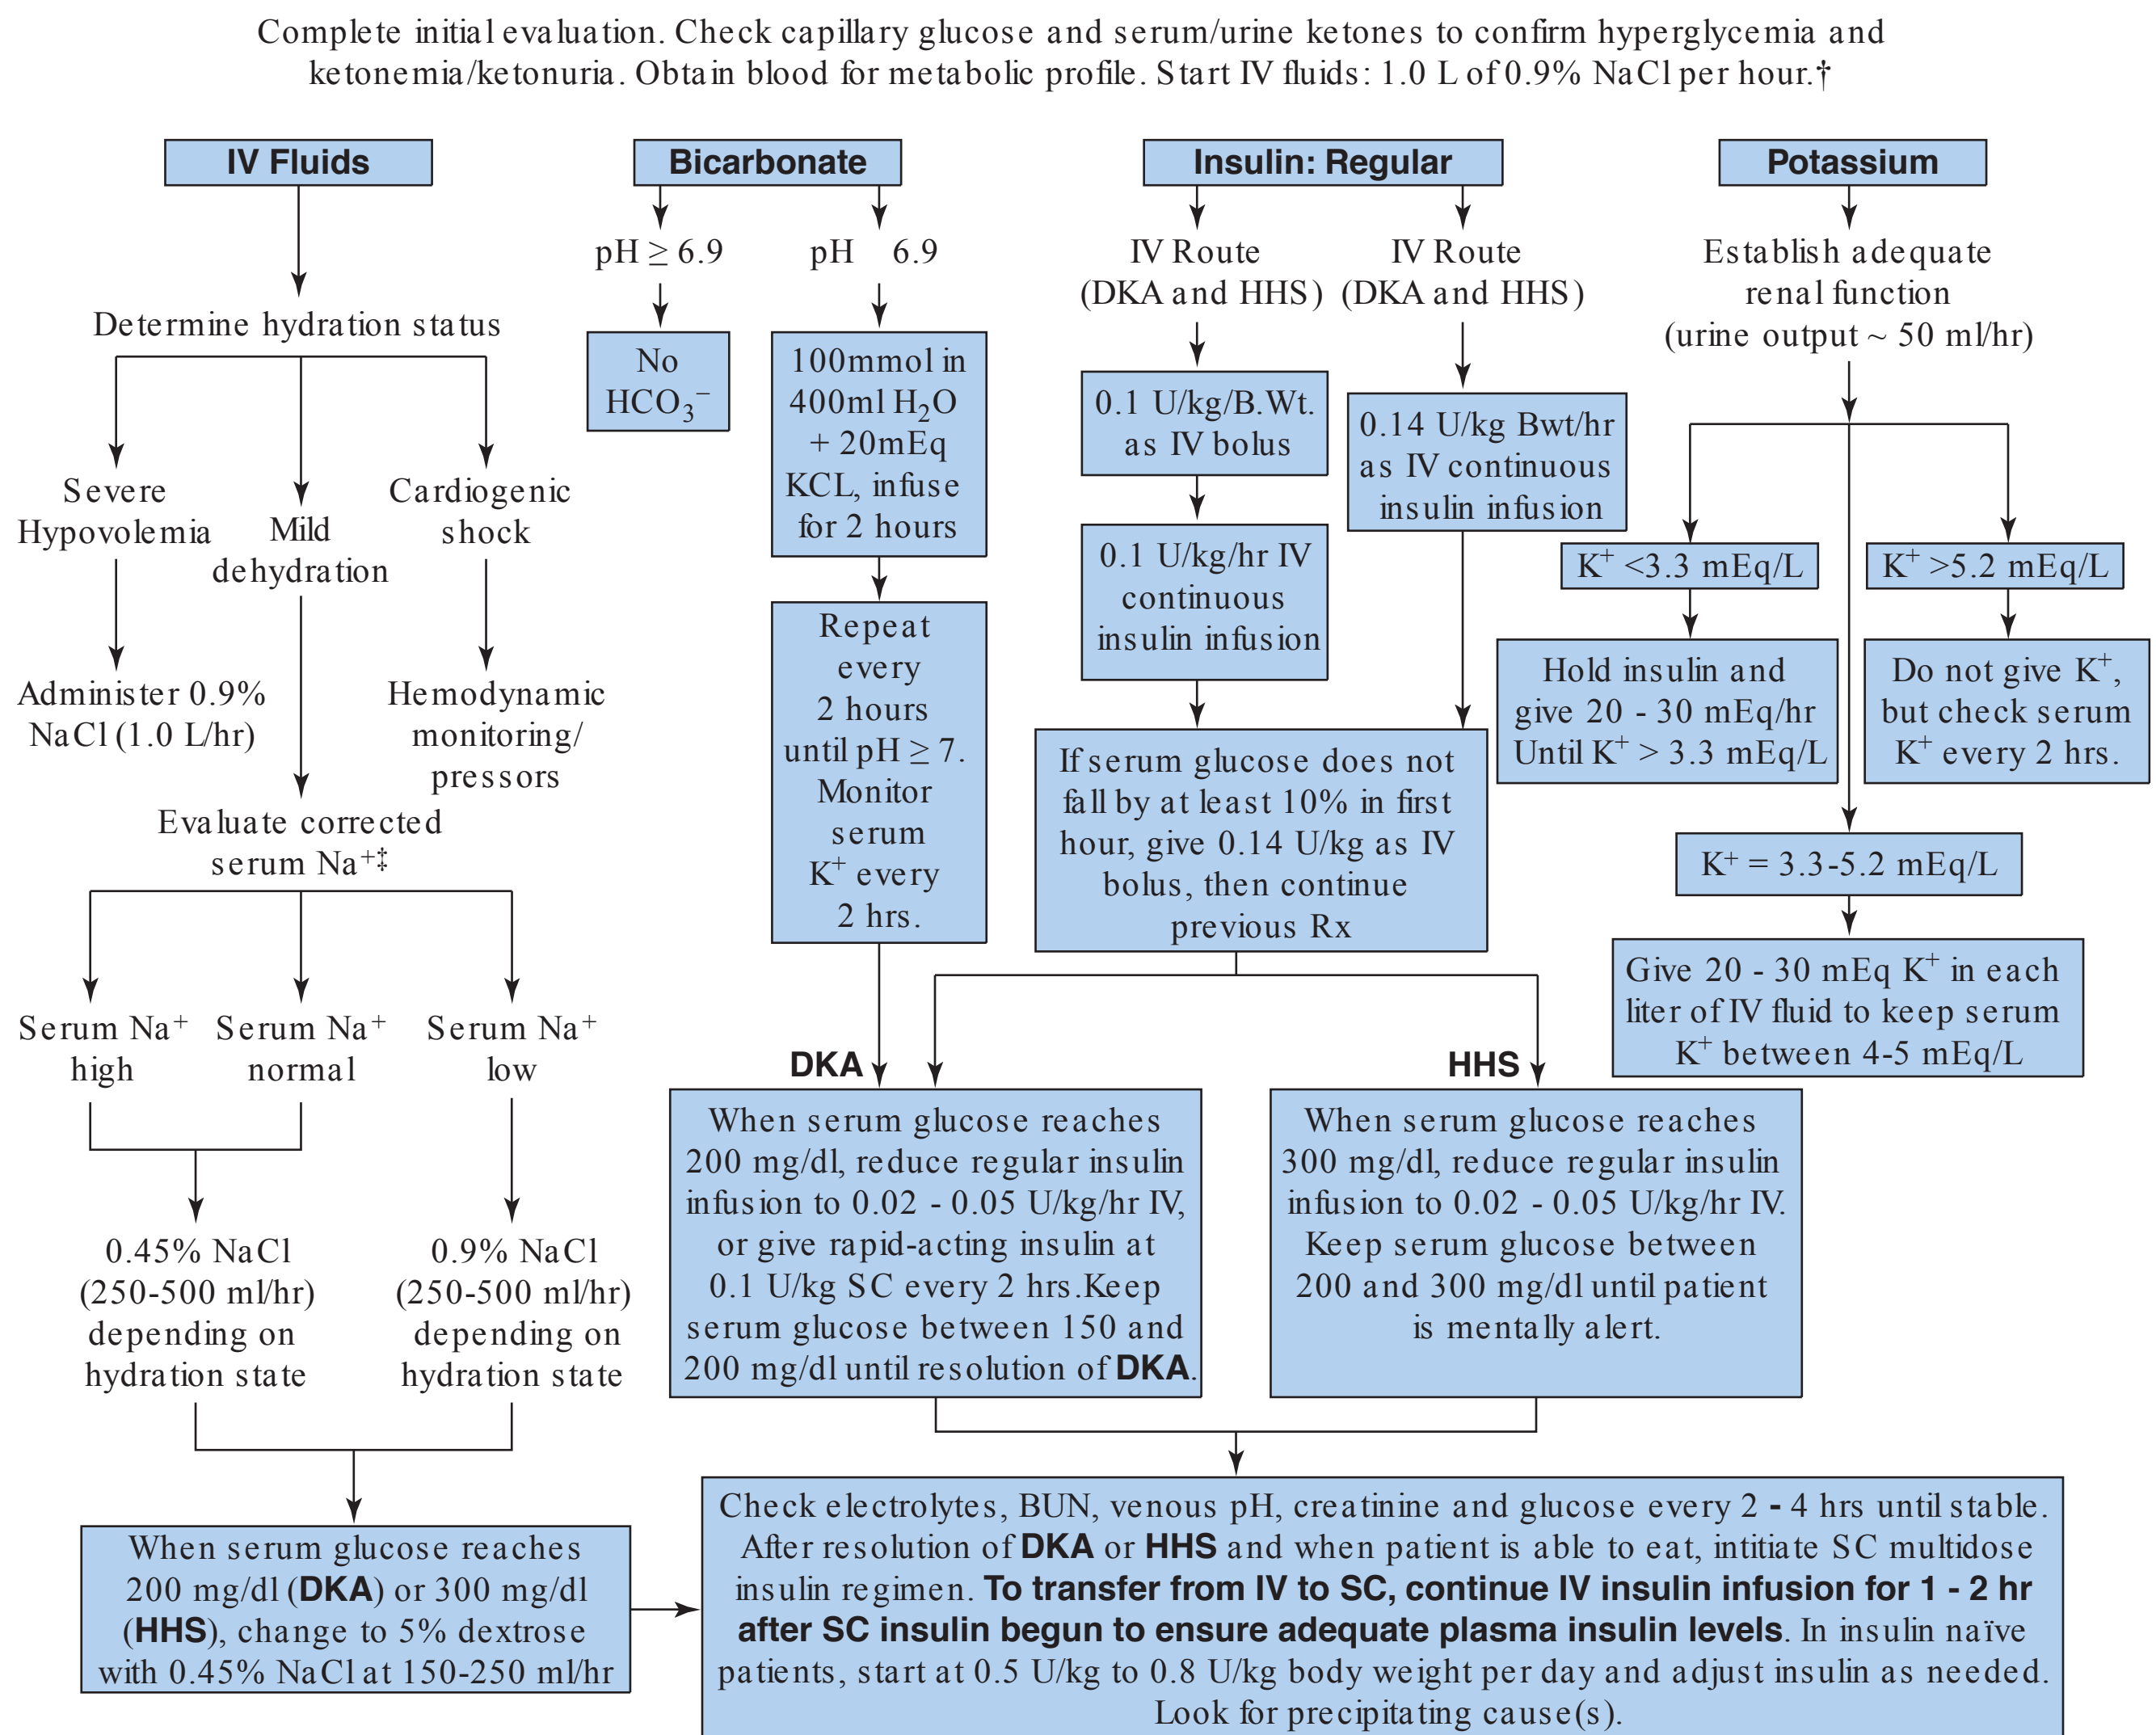 Complete initial evaluation. Check capillary glucose and serum/urine ketones to confirm hyperglycemia and
ketonemia/ketonuria. Obtain blood for metabolic profile. Start IV fluids: 1.0 L of 0.9% NaCl per hour.†
IV Fluids
Determine hydration status
Severe
Hypovolemia
Mild
dehydration
Cardiogenic
shock
Administer 0.9%
NaCl (1.0 L/hr)
Hemodynamic
monitoring/
pressors
Evaluate corrected
serum Na⁺‡
Serum Na⁺
high
Serum Na⁺
normal
Serum Na⁺
low
0.45% NaCl
(250-500 ml/hr)
depending on
hydration state
0.9% NaCl
(250-500 ml/hr)
depending on
hydration state
When serum glucose reaches
200 mg/dl (DKA) or 300 mg/dl
(HHS), change to 5% dextrose
with 0.45% NaCl at 150-250 ml/hr
Bicarbonate
pH ≥ 6.9
No
HCO₃⁻
pH 6.9
100mmol in
400ml H₂O
+ 20mEq
KCL, infuse
for 2 hours
Repeat
every
2 hours
until pH ≥ 7.
Monitor
serum
K⁺ every
2 hrs.
Insulin: Regular
IV Route
(DKA and HHS)
0.1 U/kg/B.Wt.
as IV bolus
0.1 U/kg/hr IV
continuous
insulin infusion
IV Route
(DKA and HHS)
0.14 U/kg Bwt/hr
as IV continuous
insulin infusion
If serum glucose does not
fall by at least 10% in first
hour, give 0.14 U/kg as IV
bolus, then continue
previous Rx
DKA
When serum glucose reaches
200 mg/dl, reduce regular insulin
infusion to 0.02 - 0.05 U/kg/hr IV,
or give rapid-acting insulin at
0.1 U/kg SC every 2 hrs.Keep
serum glucose between 150 and
200 mg/dl until resolution of DKA.
HHS
When serum glucose reaches
300 mg/dl, reduce regular insulin
infusion to 0.02 - 0.05 U/kg/hr IV.
Keep serum glucose between
200 and 300 mg/dl until patient
is mentally alert.
Potassium
Establish adequate
renal function
(urine output ~ 50 ml/hr)
K⁺ <3.3 mEq/L
Hold insulin and
give 20 - 30 mEq/hr
Until K⁺ > 3.3 mEq/L
K⁺ >5.2 mEq/L
Do not give K⁺,
but check serum
K⁺ every 2 hrs.
K⁺ = 3.3-5.2 mEq/L
Give 20 - 30 mEq K⁺ in each
liter of IV fluid to keep serum
K⁺ between 4-5 mEq/L
Check electrolytes, BUN, venous pH, creatinine and glucose every 2 - 4 hrs until stable.
After resolution of DKA or HHS and when patient is able to eat, intitiate SC multidose
insulin regimen. To transfer from IV to SC, continue IV insulin infusion for 1 - 2 hr
after SC insulin begun to ensure adequate plasma insulin levels. In insulin naïve
patients, start at 0.5 U/kg to 0.8 U/kg body weight per day and adjust insulin as needed.
Look for precipitating cause(s).